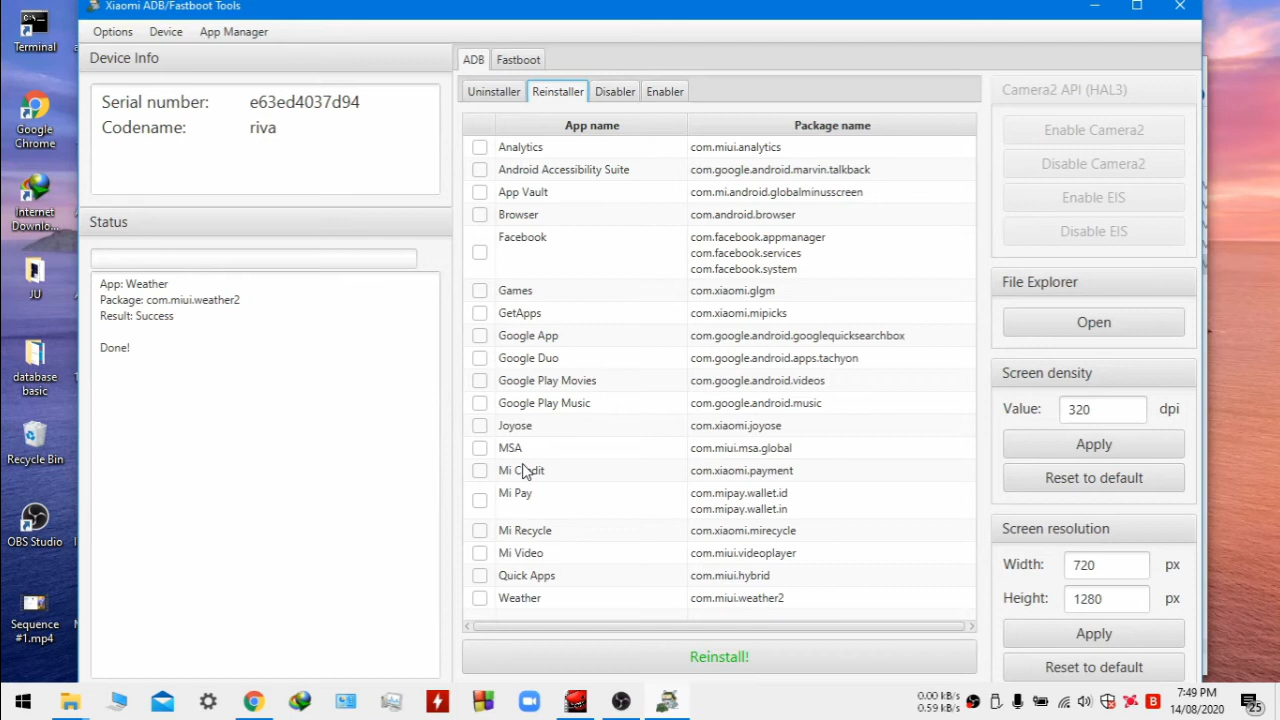 Xiaomi ADB/Fastboot Tools
Options Device App Manager
Device Info
Serial number: e63ed4037d94
Codename: riva
Status
App: Weather
Package: com.miui.weather2
Result: Success
Done!
ADB Fastboot
Uninstaller Reinstaller Disabler Enabler
App name Package name
Analytics com.miui.analytics
Android Accessibility Suite com.google.android.marvin.talkback
App Vault com.mi.android.globalminusscreen
Browser com.android.browser
Facebook com.facebook.appmanager
com.facebook.services
com.facebook.system
Games com.xiaomi.glgm
GetApps com.xiaomi.mipicks
Google App com.google.android.googlequicksearchbox
Google Duo com.google.android.apps.tachyon
Google Play Movies com.google.android.videos
Google Play Music com.google.android.music
Joyose com.xiaomi.joyose
MSA com.miui.msa.global
Mi Credit com.xiaomi.payment
Mi Pay com.mipay.wallet.id
com.mipay.wallet.in
Mi Recycle com.xiaomi.mirecycle
Mi Video com.miui.videoplayer
Quick Apps com.miui.hybrid
Weather com.miui.weather2
Reinstall!
Camera2 API (HAL3)
Enable Camera2
Disable Camera2
Enable EIS
Disable EIS
File Explorer
Open
Screen density
Value: 320 dpi
Apply
Reset to default
Screen resolution
Width: 720 px
Height: 1280 px
Apply
Reset to default
Terminal
Google
Chrome
Internet
Downlo...
JU
database
basic
Recycle Bin
OBS Studio
Sequence
#1.mp4
0.00 kB/s
0.59 kB/s
7:49 PM
14/08/2020
25